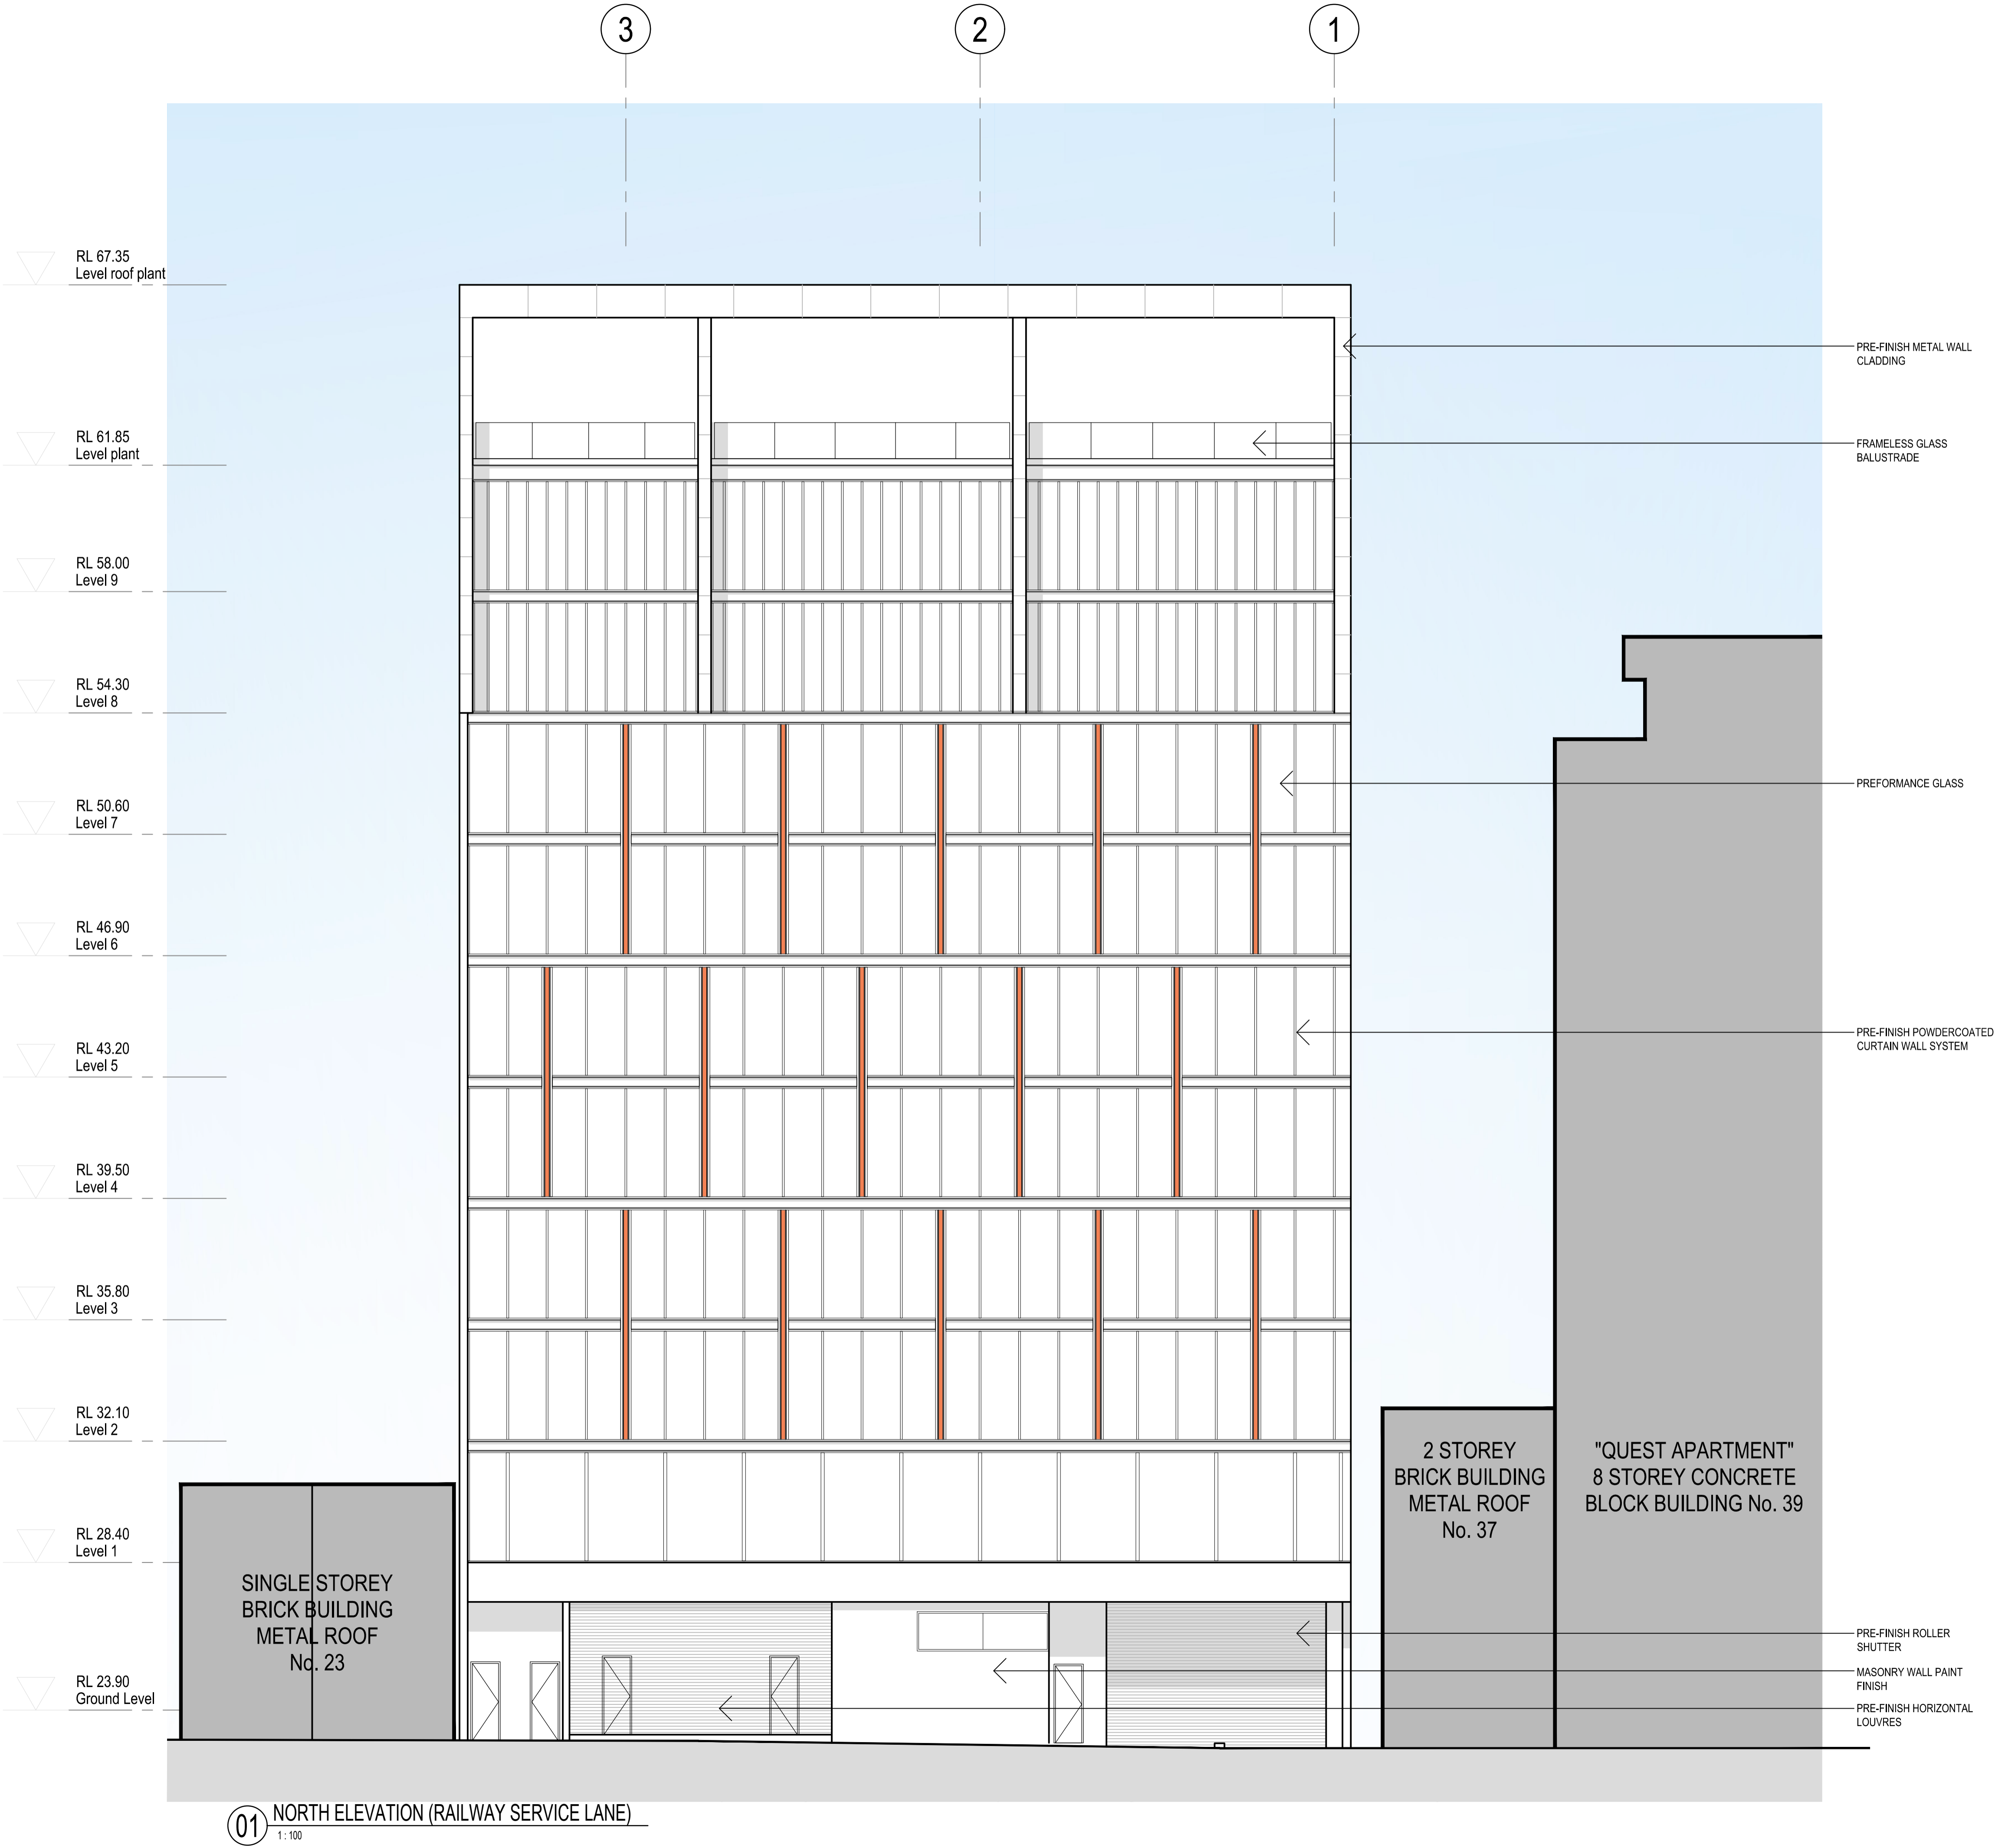 3
2
1
RL 67.35
Level roof plant
PRE-FINISH METAL WALL
CLADDING
RL 61.85
Level plant
FRAMELESS GLASS
BALUSTRADE
RL 58.00
Level 9
RL 54.30
Level 8
PREFORMANCE GLASS
RL 50.60
Level 7
RL 46.90
Level 6
PRE-FINISH POWDERCOATED
CURTAIN WALL SYSTEM
RL 43.20
Level 5
RL 39.50
Level 4
RL 35.80
Level 3
RL 32.10
Level 2
2 STOREY
BRICK BUILDING
METAL ROOF
No. 37
"QUEST APARTMENT"
8 STOREY CONCRETE
BLOCK BUILDING No. 39
RL 28.40
Level 1
SINGLE STOREY
BRICK BUILDING
METAL ROOF
No. 23
PRE-FINISH ROLLER
SHUTTER
MASONRY WALL PAINT
FINISH
RL 23.90
Ground Level
PRE-FINISH HORIZONTAL
LOUVRES
01
NORTH ELEVATION (RAILWAY SERVICE LANE)
1 : 100